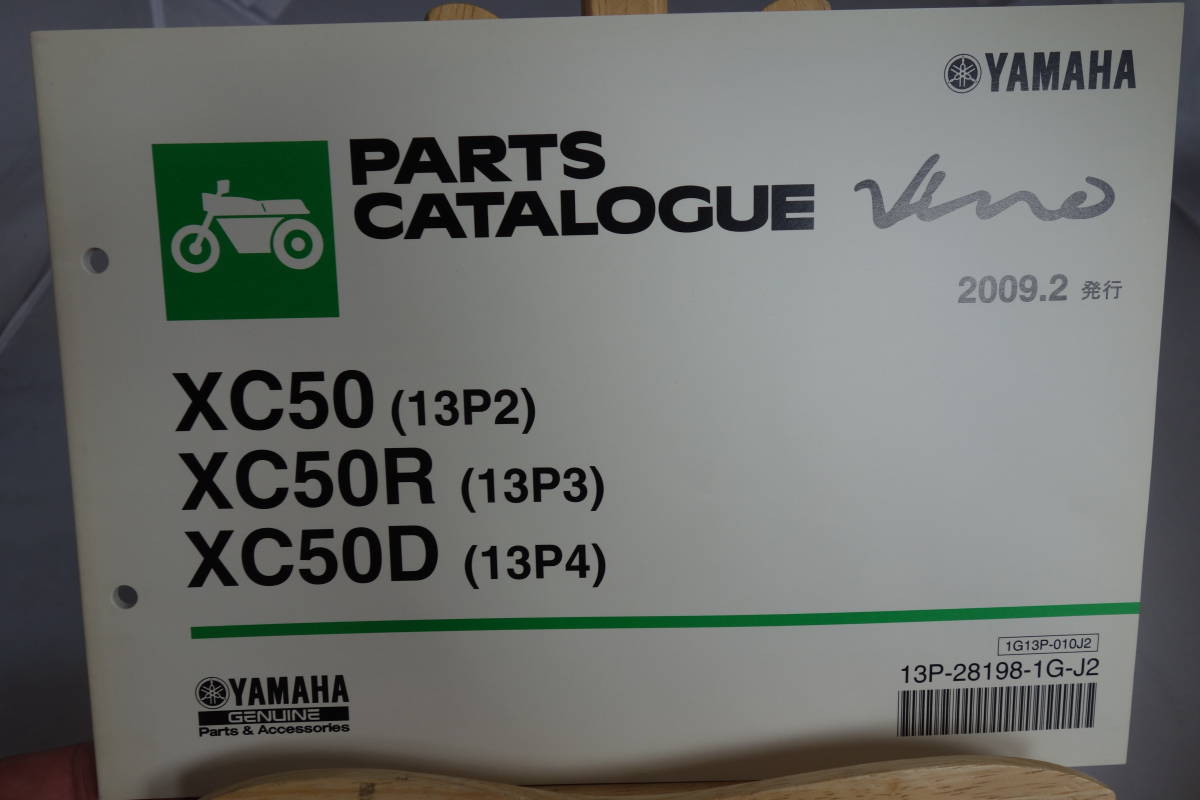 YAMAHA
PARTS
CATALOGUE
Vino
2009.2 発行
XC50 (13P2)
XC50R (13P3)
XC50D (13P4)
1G13P-010J2
13P-28198-1G-J2
YAMAHA
GENUINE
Parts & Accessories